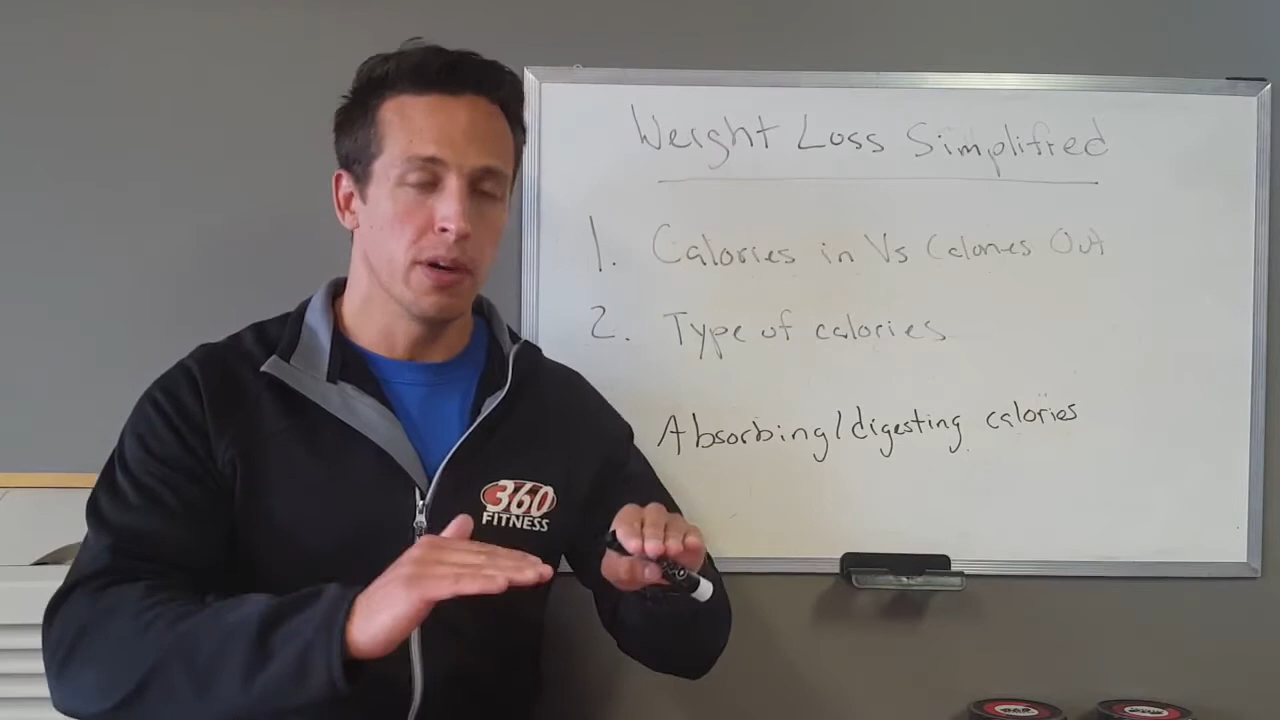 Weight Loss Simplified
1. Calories in Vs Calories Out
2. Type of calories
Absorbing/digesting calories
360
FITNESS